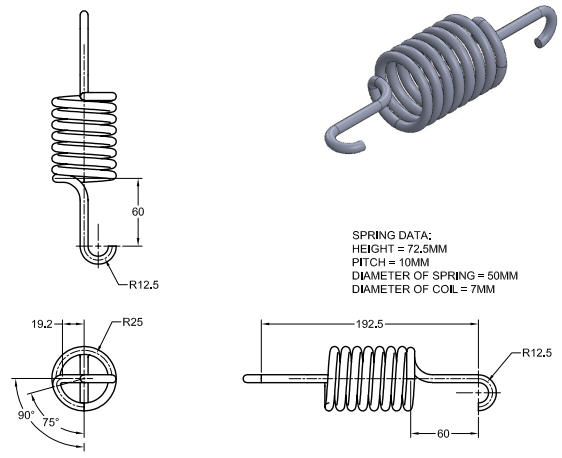 60
R12.5
SPRING DATA;
HEIGHT = 72.5MM
PITCH = 10MM
DIAMETER OF SPRING = 50MM
DIAMETER OF COIL = 7MM
19.2
R25
90°
75°
192.5
R12.5
60